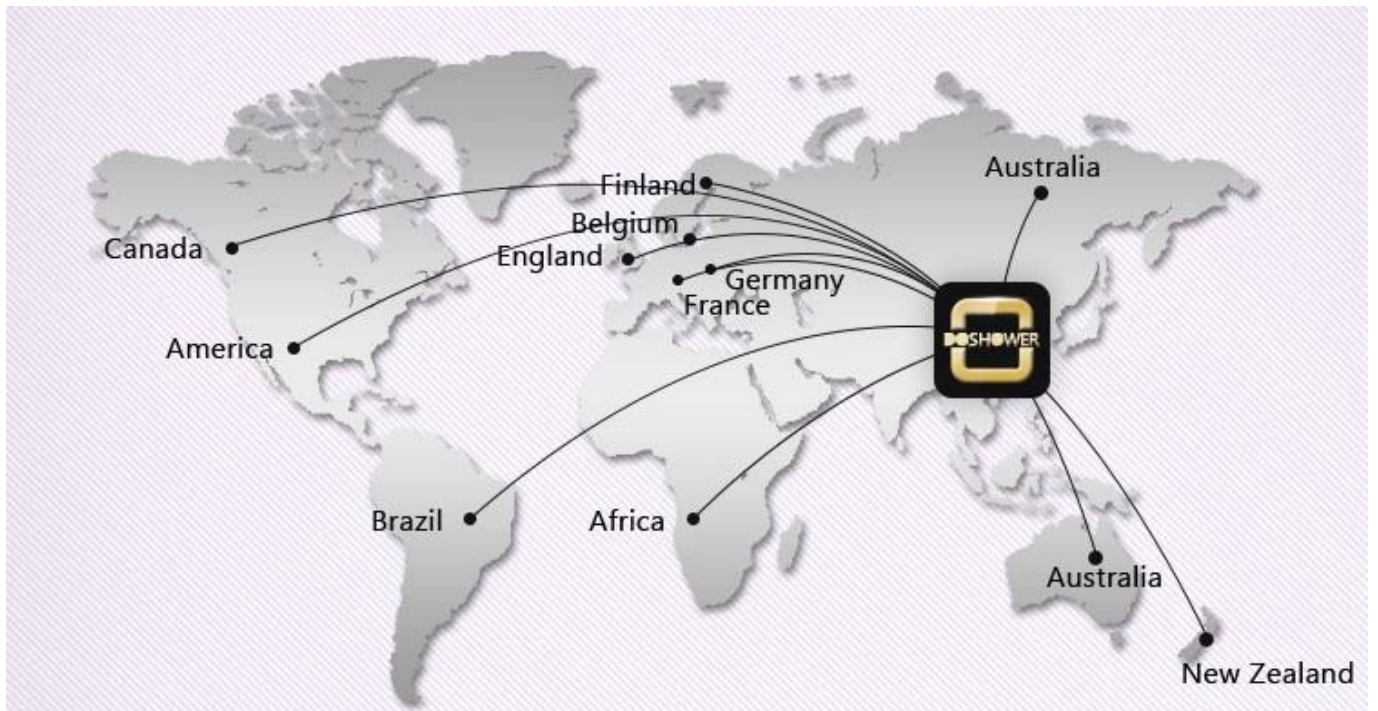 Australia
Finland
Belgium
Canada
England
Germany
France
DOSHOWER
America
Brazil
Africa
Australia
New Zealand